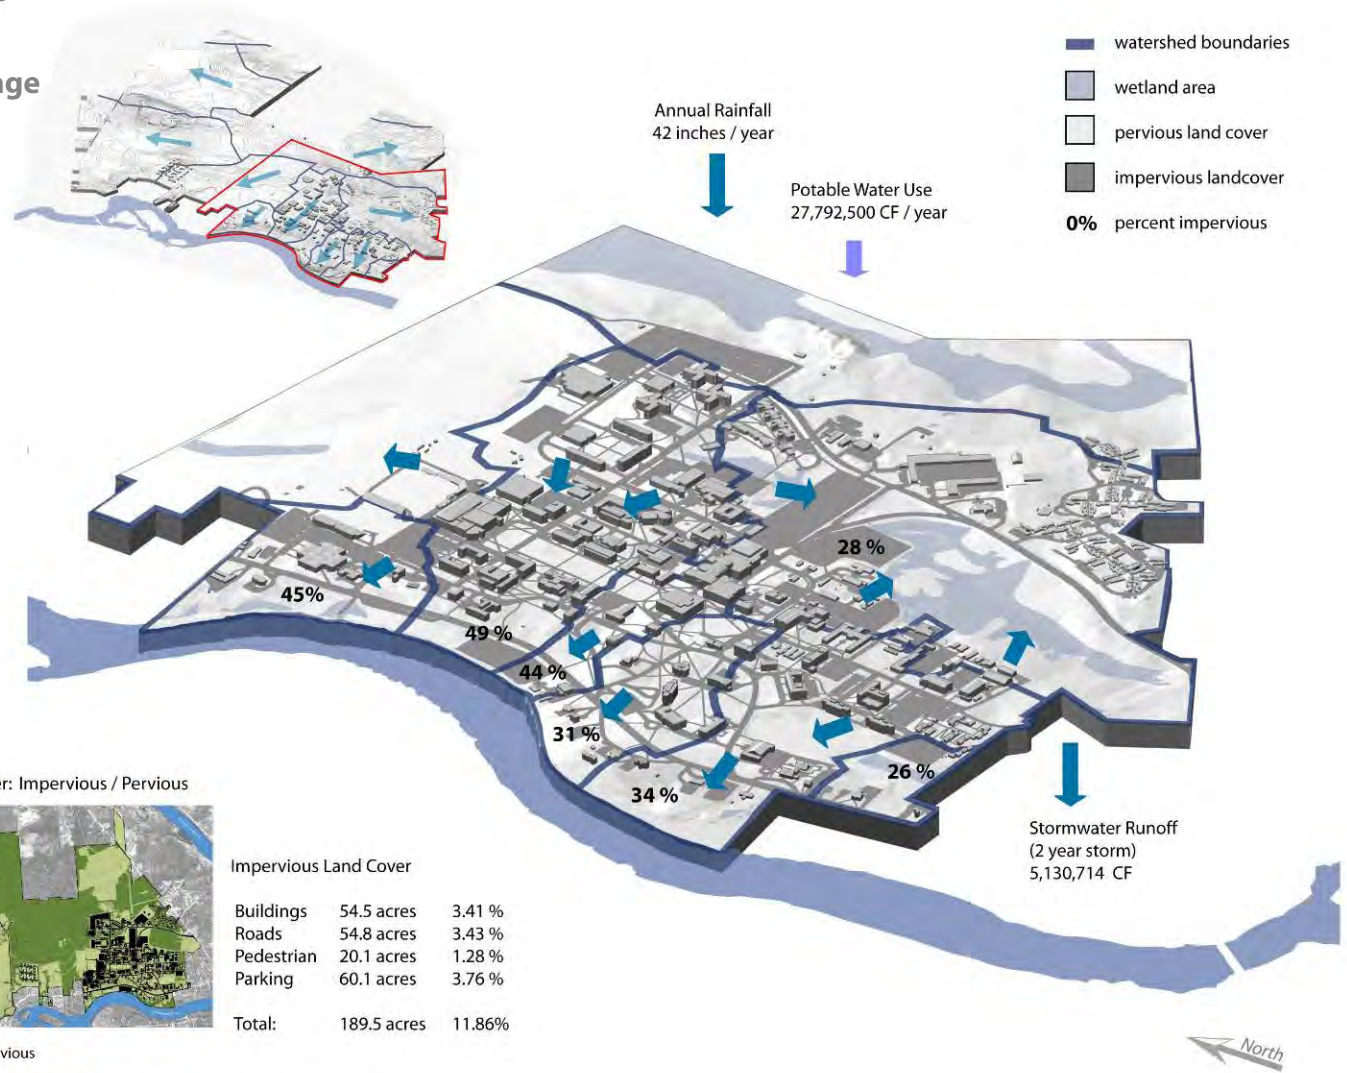 Annual Rainfall
42 inches / year
Potable Water Use
27,792,500 CF / year
watershed boundaries
wetland area
pervious land cover
impervious landcover
0% percent impervious
28 %
45%
49 %
44 %
31 %
34 %
26 %
Stormwater Runoff
(2 year storm)
5,130,714 CF
: Impervious / Pervious
Impervious Land Cover
Buildings 54.5 acres 3.41 %
Roads 54.8 acres 3.43 %
Pedestrian 20.1 acres 1.28 %
Parking 60.1 acres 3.76 %
Total: 189.5 acres 11.86%
North